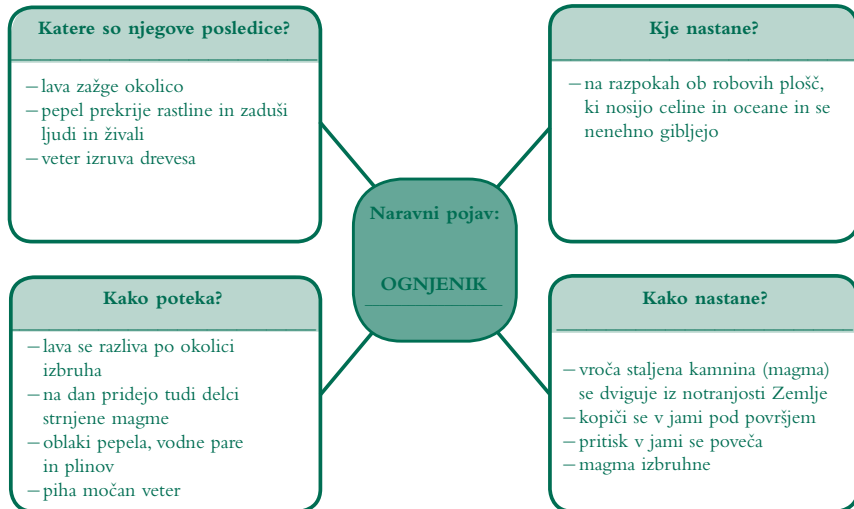 Katere so njegove posledice?
– lava zažge okolico
– pepel prekrije rastline in zaduši
ljudi in živali
– veter izruva drevesa
Kje nastane?
– na razpokah ob robovih plošč,
ki nosijo celine in oceane in se
nenehno gibljejo
Naravni pojav:
OGNJENIK
Kako poteka?
– lava se razliva po okolici
izbruha
– na dan pridejo tudi delci
strnjene magme
– oblaki pepela, vodne pare
in plinov
– piha močan veter
Kako nastane?
– vroča staljena kamnina (magma)
se dviguje iz notranjosti Zemlje
– kopiči se v jami pod površjem
– pritisk v jami se poveča
– magma izbruhne